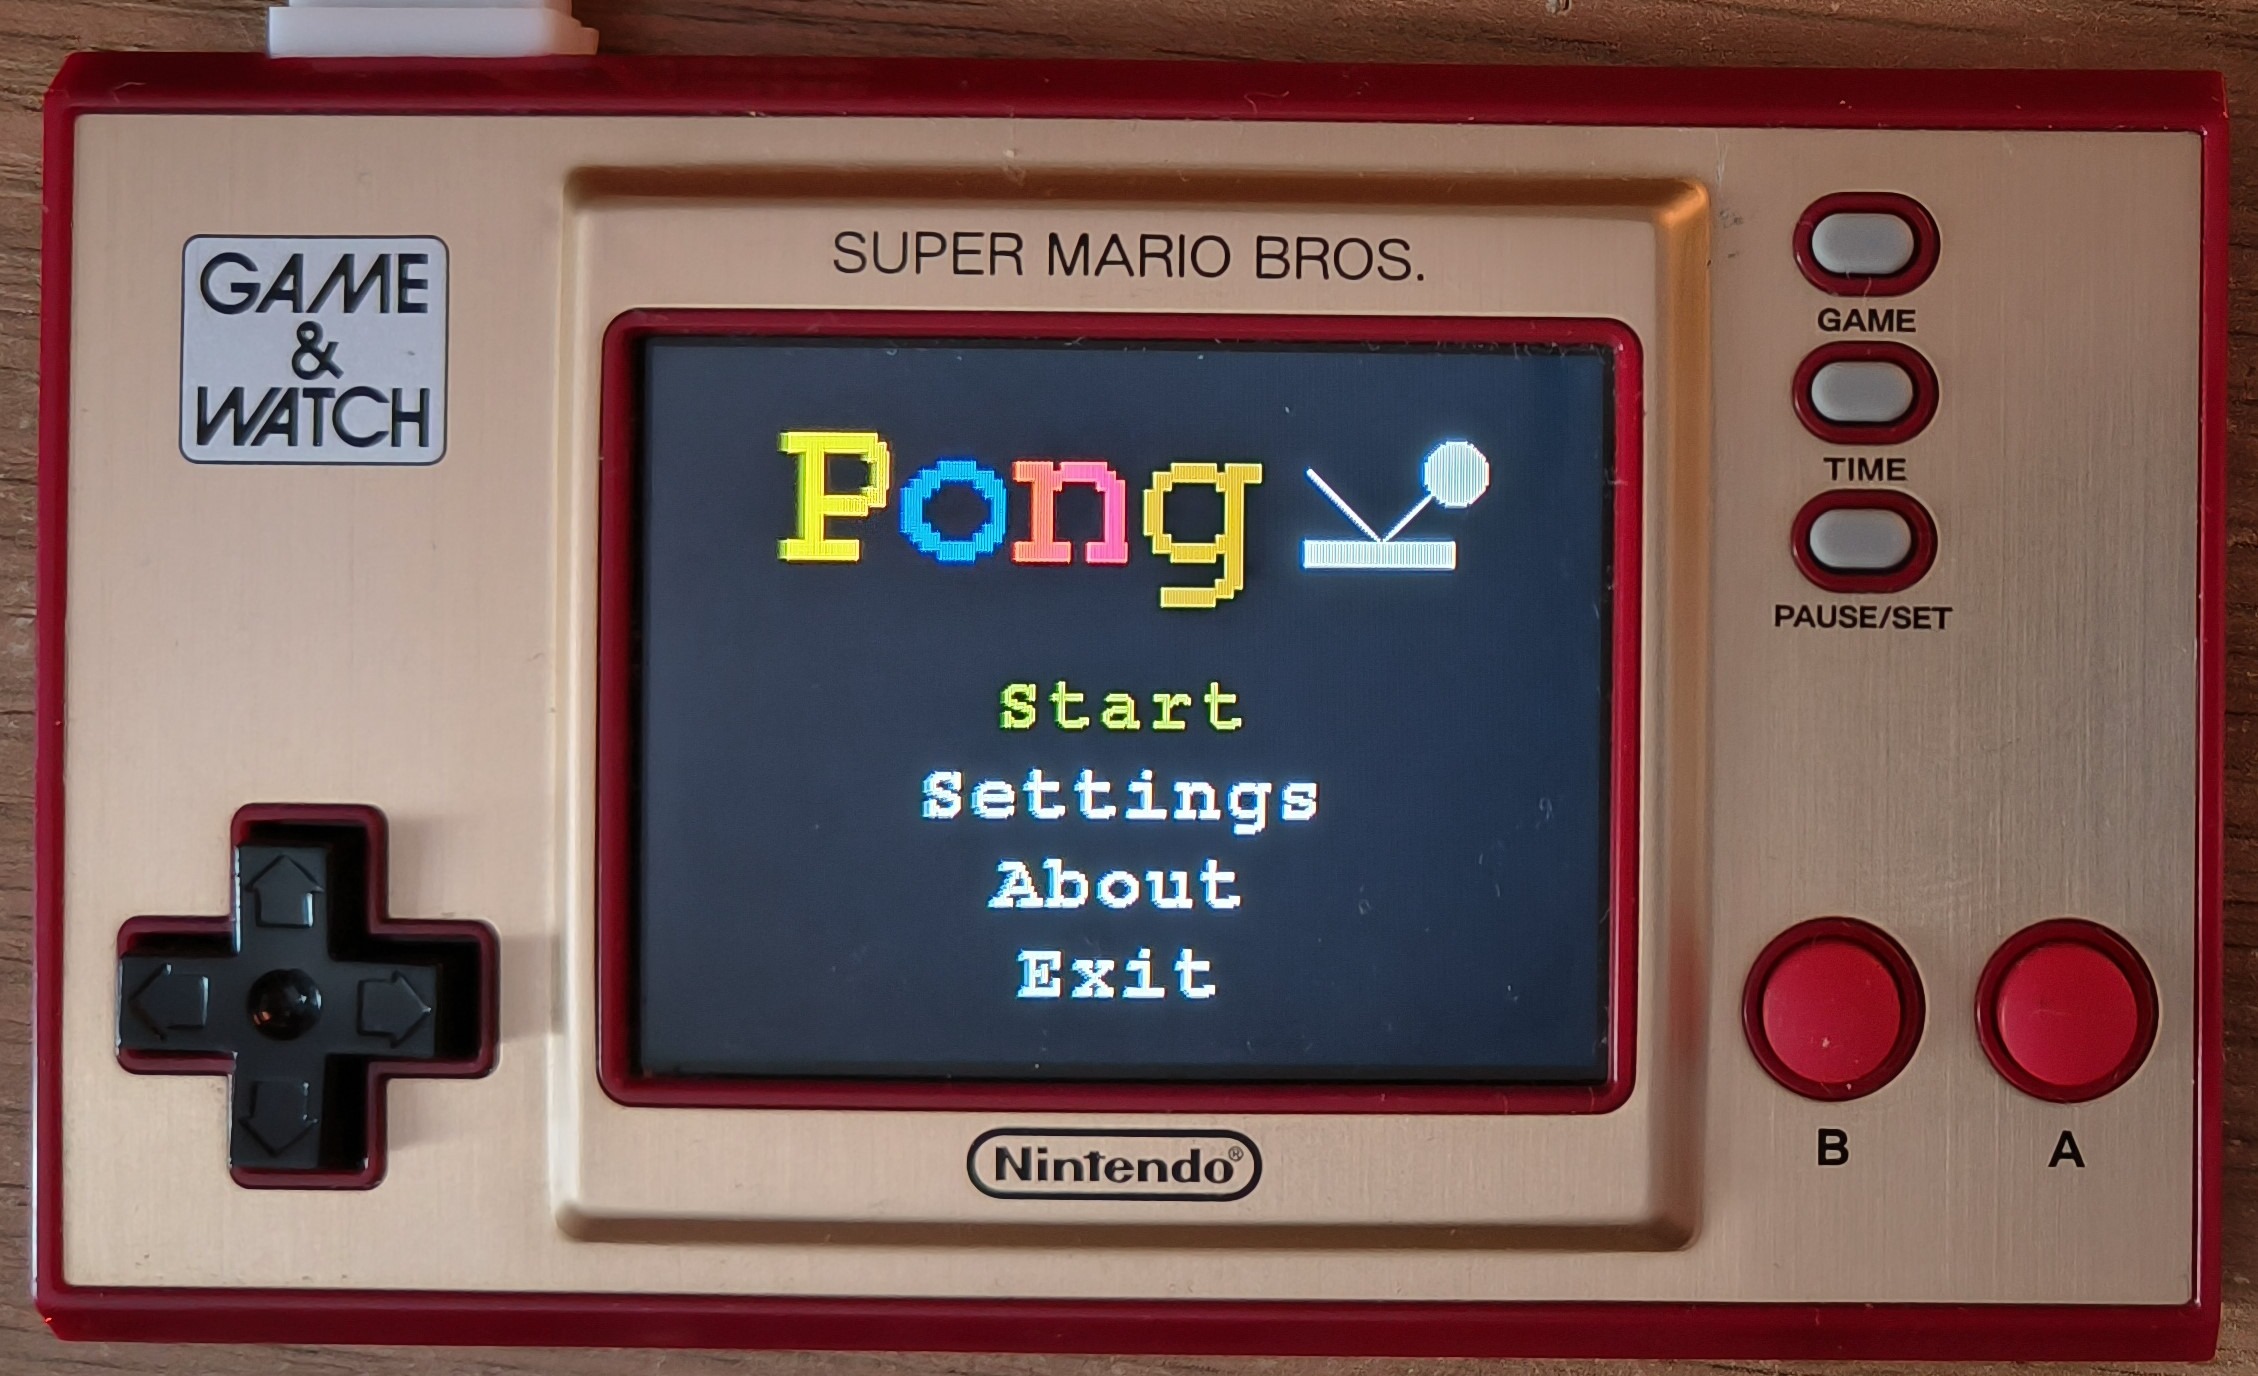 GAME
&
WATCH
SUPER MARIO BROS.
Pong
Start
Settings
About
Exit
Nintendo®
GAME
TIME
PAUSE/SET
B
A